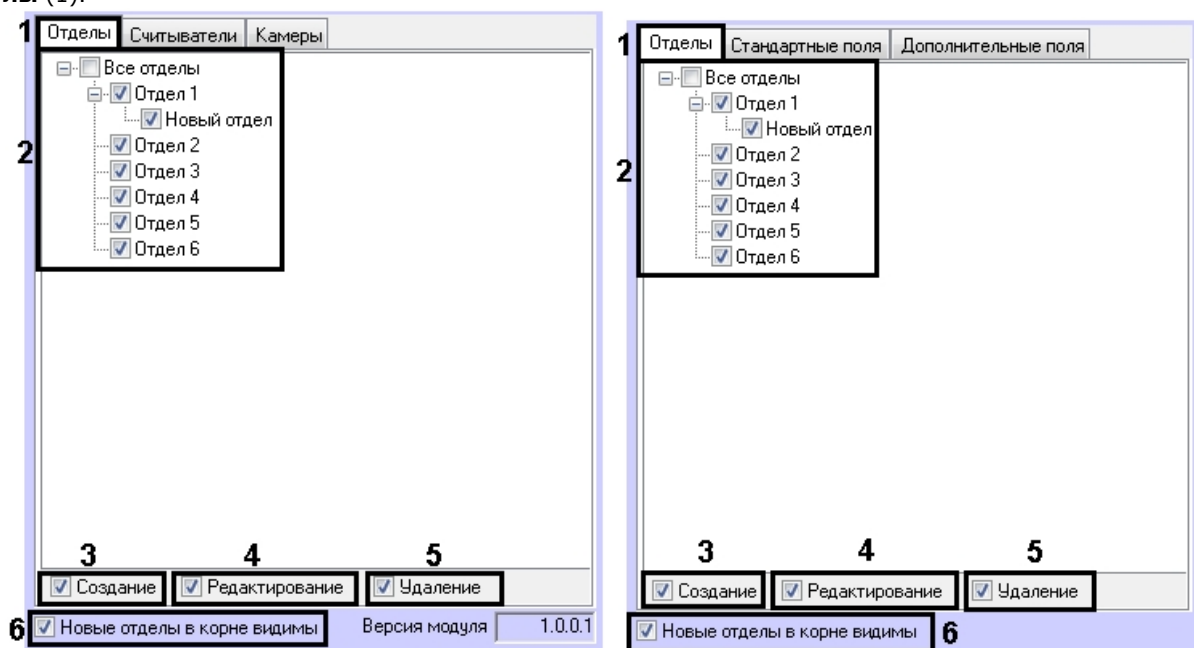 (1).
1 Отделы Считыватели Камеры
Все отделы
Отдел 1
Новый отдел
2 Отдел 2
Отдел 3
Отдел 4
Отдел 5
Отдел 6
3 4 5
Создание Редактирование Удаление
6 Новые отделы в корне видимы Версия модуля 1.0.0.1
1 Отделы Стандартные поля Дополнительные поля
Все отделы
Отдел 1
Новый отдел
Отдел 2
2 Отдел 3
Отдел 4
Отдел 5
Отдел 6
3 4 5
Создание Редактирование Удаление
Новые отделы в корне видимы 6